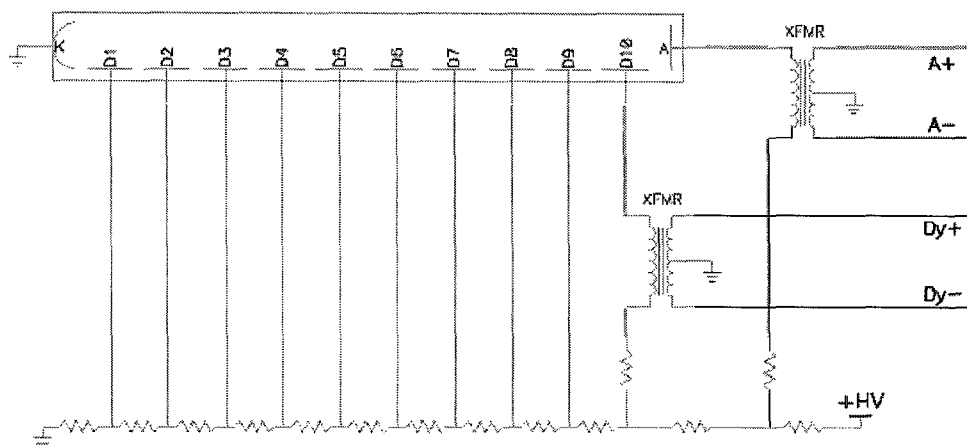 XFMR
K
D1
D2
D3
D4
D5
D6
D7
D8
D9
D10
A
A+
A-
XFMR
Dy+
Dy-
+HV